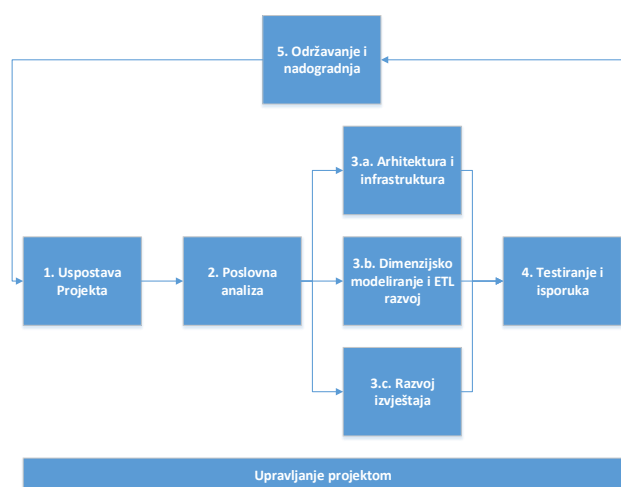 5. Održavanje i
nadogradnja
3.a. Arhitektura i
infrastruktura
1. Uspostava
Projekta
2. Poslovna
analiza
3.b. Dimenzijsko
modeliranje i ETL
razvoj
4. Testiranje i
isporuka
3.c. Razvoj
izvještaja
Upravljanje projektom